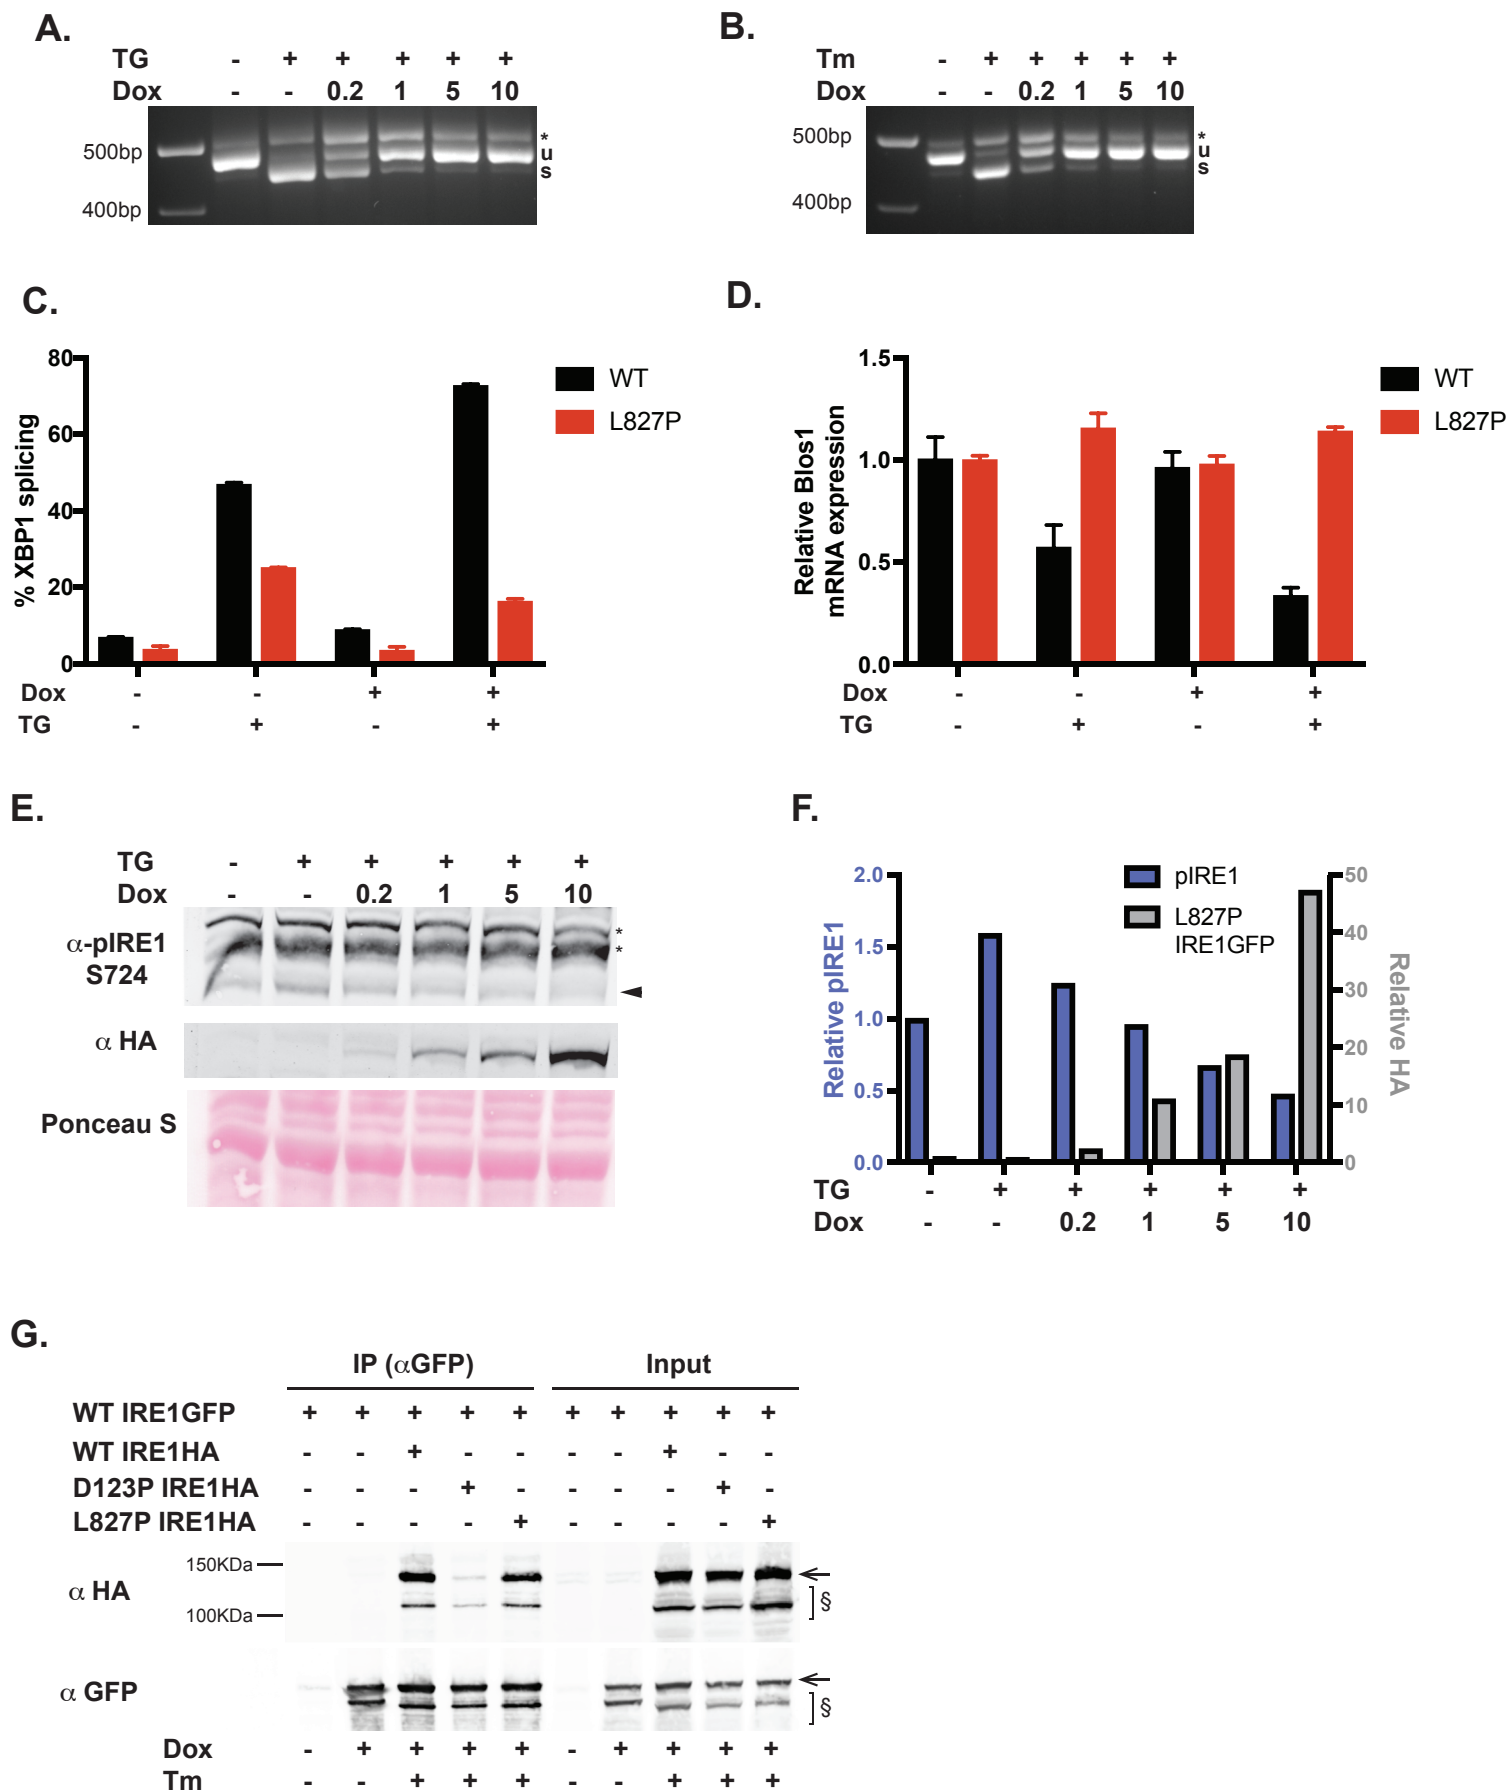 A.
TG - + + + + +
Dox - - 0.2 1 5 10
500bp
400bp
*
u
s
B.
Tm - + + + + +
Dox - - 0.2 1 5 10
500bp
400bp
*
u
s
C.
% XBP1 splicing
80
60
40
20
0
WT
L827P
Dox - - + +
TG - + - +
D.
Relative Blos1
mRNA expression
1.5
1.0
0.5
0.0
WT
L827P
Dox - - + +
TG - + - +
E.
TG - + + + + +
Dox - - 0.2 1 5 10
α-pIRE1
S724
*
*
α HA
Ponceau S
F.
Relative pIRE1
2.0
1.5
1.0
0.5
0.0
pIRE1
L827P
IRE1GFP
50
40
30
20
10
0
Relative HA
TG - + + + + +
Dox - - 0.2 1 5 10
G.
IP (αGFP) Input
WT IRE1GFP + + + + + + + + + +
WT IRE1HA - - + - - - - + - -
D123P IRE1HA - - - + - - - - + -
L827P IRE1HA - - - - + - - - - +
150KDa
α HA
100KDa
§
α GFP
§
Dox - + + + + - + + + +
Tm - - + + + - - + + +